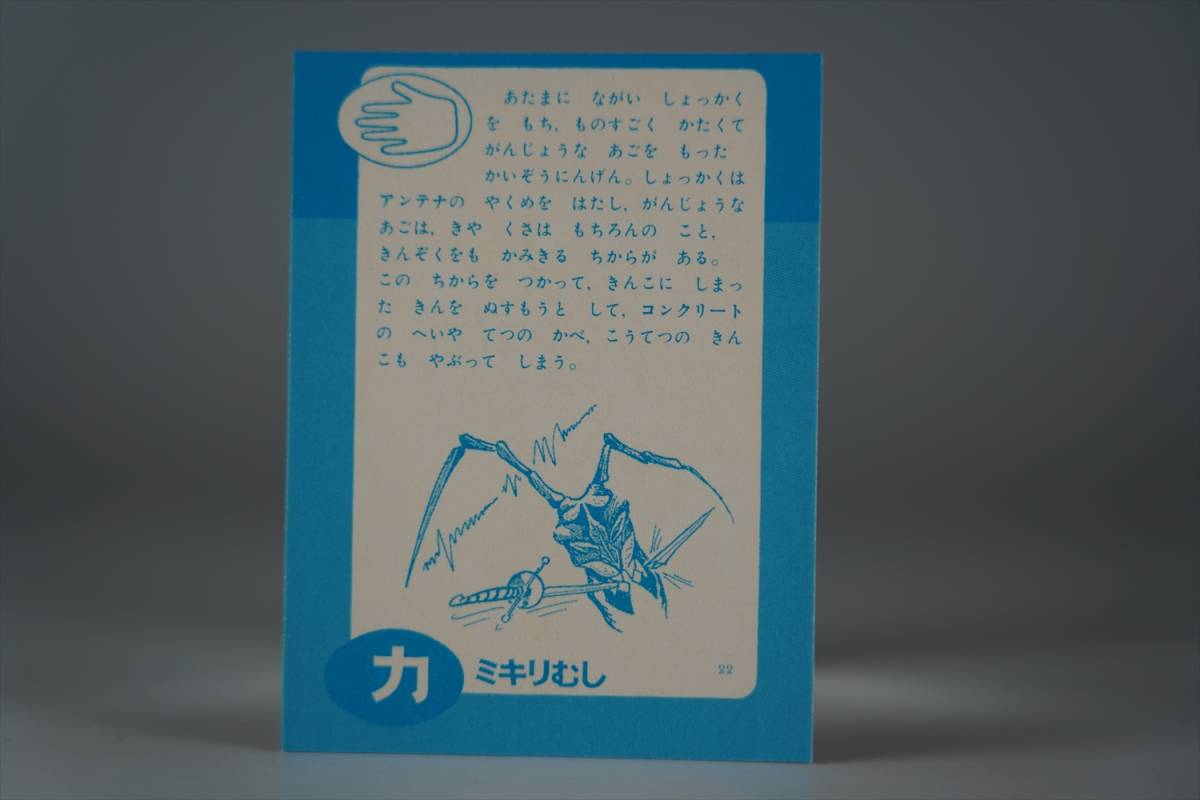 あたまに ながい しょっかく
を もち,ものすごく かたくて
がんじょうな あごを もった
かいぞうにんげん。しょっかくは
アンテナの やくめを はたし,がんじょうな
あごは,きや くさは もちろんの こと,
きんぞくをも かみきる ちからが ある。
この ちからを つかって,きんこに しまっ
た きんを ぬすもうと して,コンクリート
の へいや てつの かべ,こうてつの きん
こも やぶって しまう。
カ ミキリむし 22